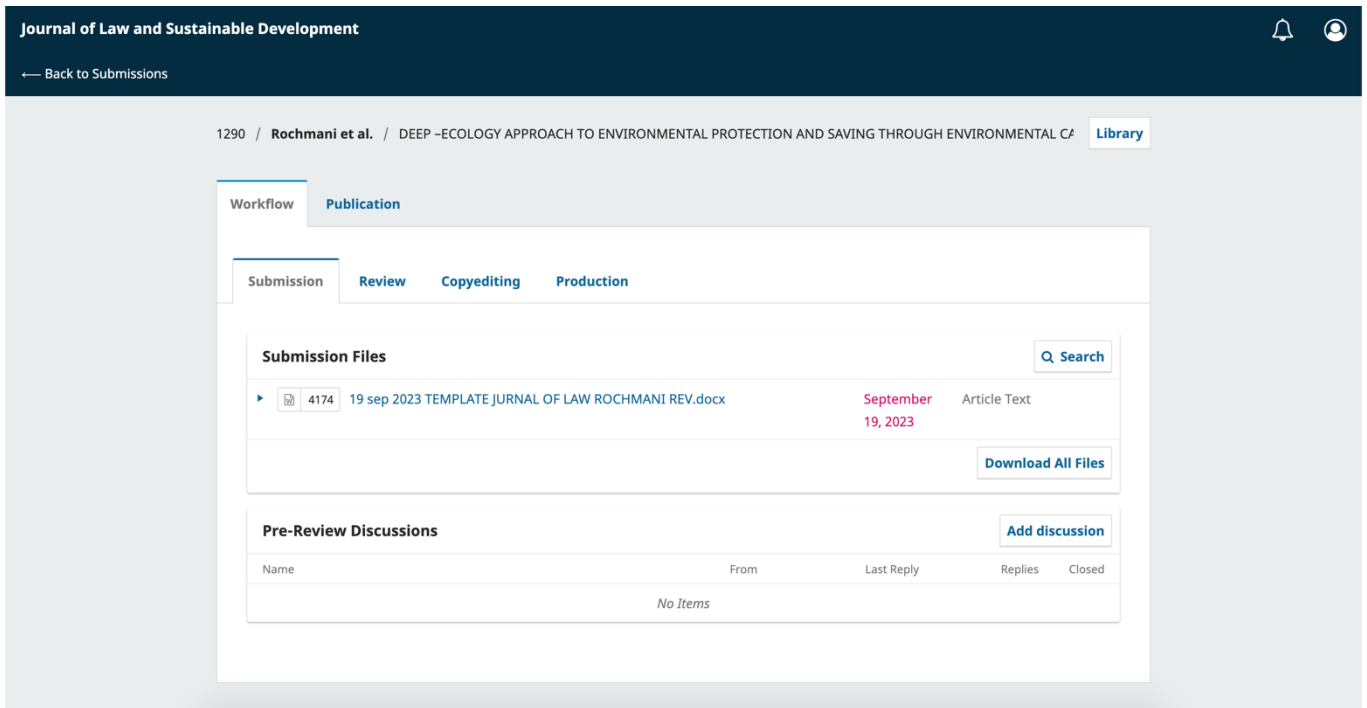 Journal of Law and Sustainable Development
⟵ Back to Submissions
1290 / Rochmani et al. / DEEP –ECOLOGY APPROACH TO ENVIRONMENTAL PROTECTION AND SAVING THROUGH ENVIRONMENTAL CA
Library
Workflow Publication
Submission Review Copyediting Production
Submission Files Search
4174 19 sep 2023 TEMPLATE JURNAL OF LAW ROCHMANI REV.docx September Article Text
19, 2023
Download All Files
Pre-Review Discussions Add discussion
Name From Last Reply Replies Closed
No Items